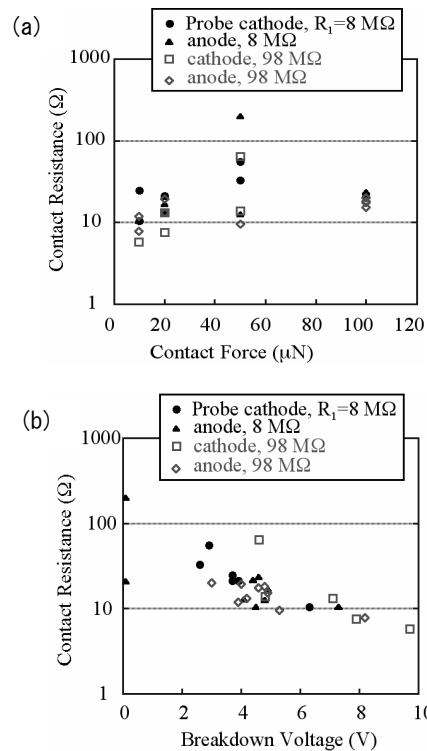 (a)
Probe cathode, R₁=8 MΩ
anode, 8 MΩ
cathode, 98 MΩ
anode, 98 MΩ
1000
100
10
1
Contact Resistance (Ω)
0 20 40 60 80 100 120
Contact Force (μN)
(b)
Probe cathode, R₁=8 MΩ
anode, 8 MΩ
cathode, 98 MΩ
anode, 98 MΩ
1000
100
10
1
Contact Resistance (Ω)
0 2 4 6 8 10
Breakdown Voltage (V)